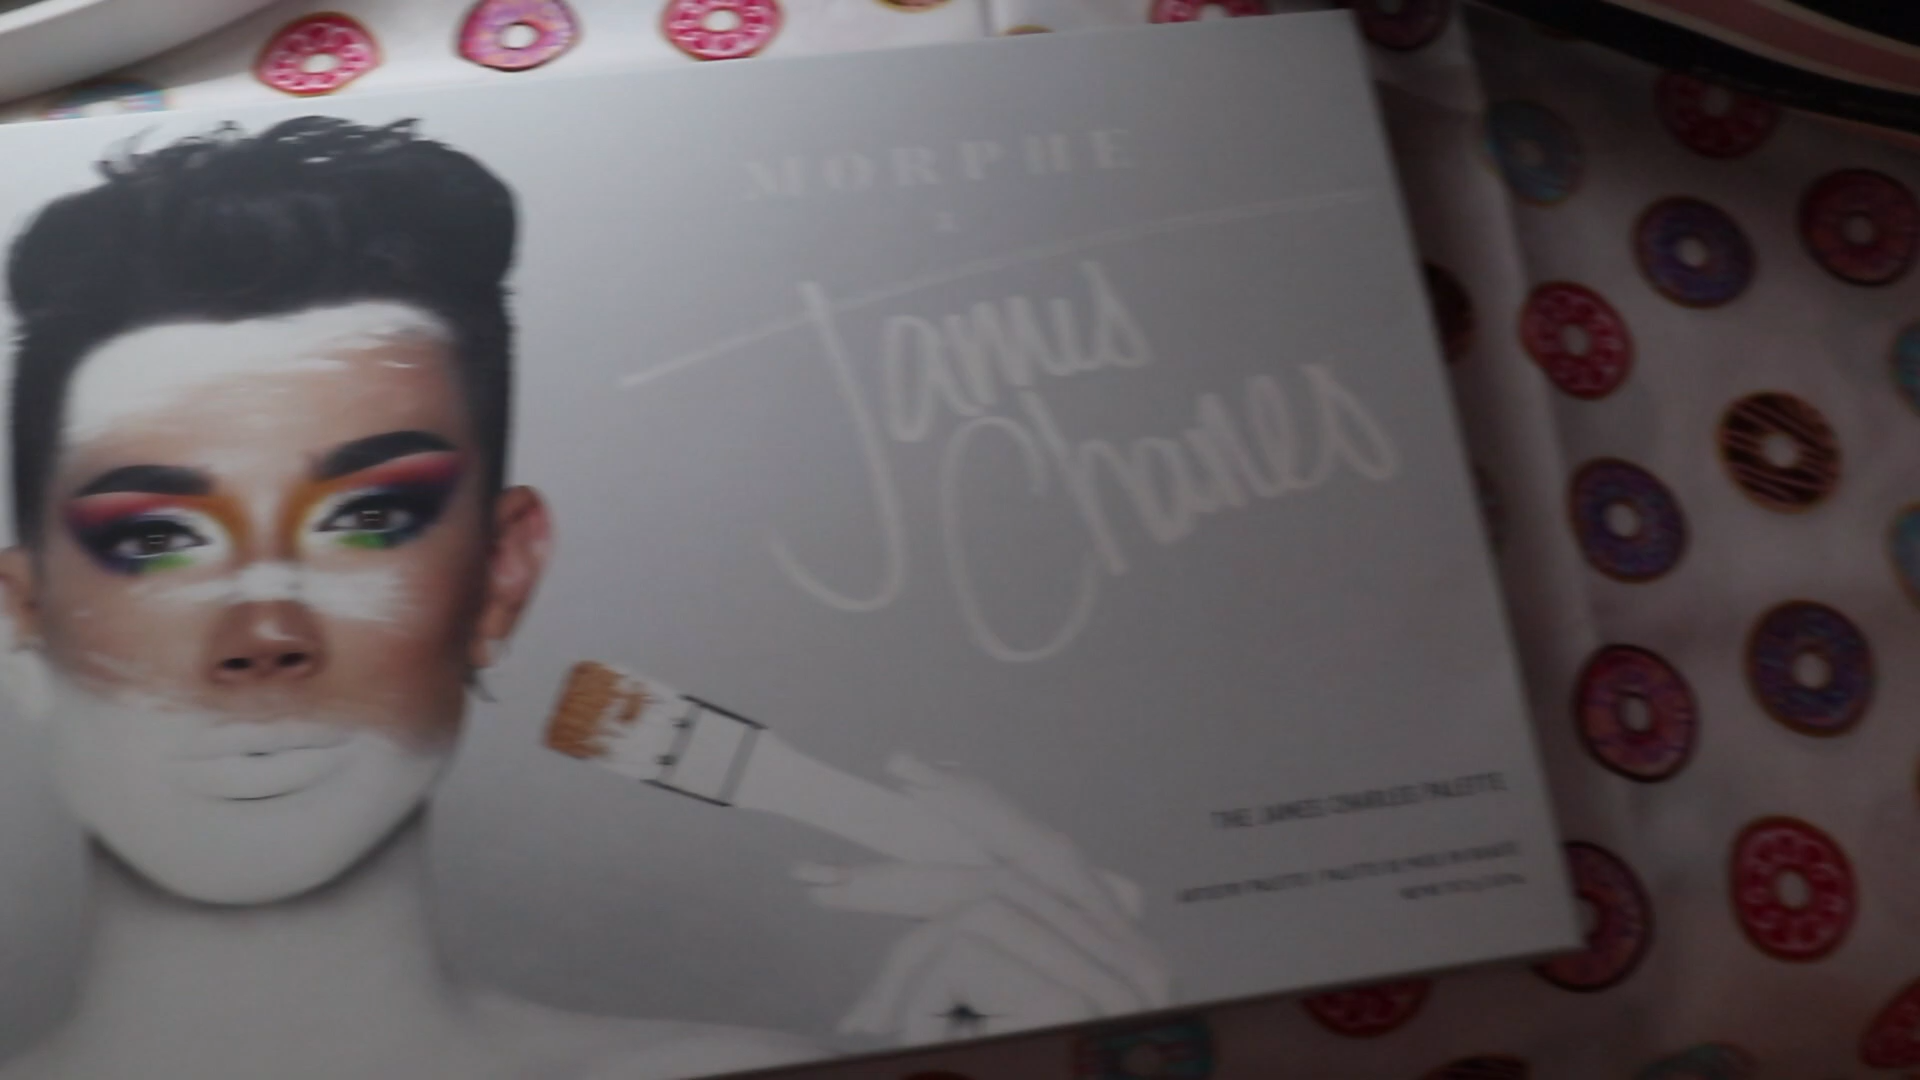 MORPHE
X
James
Charles
THE JAMES CHARLES PALETTE